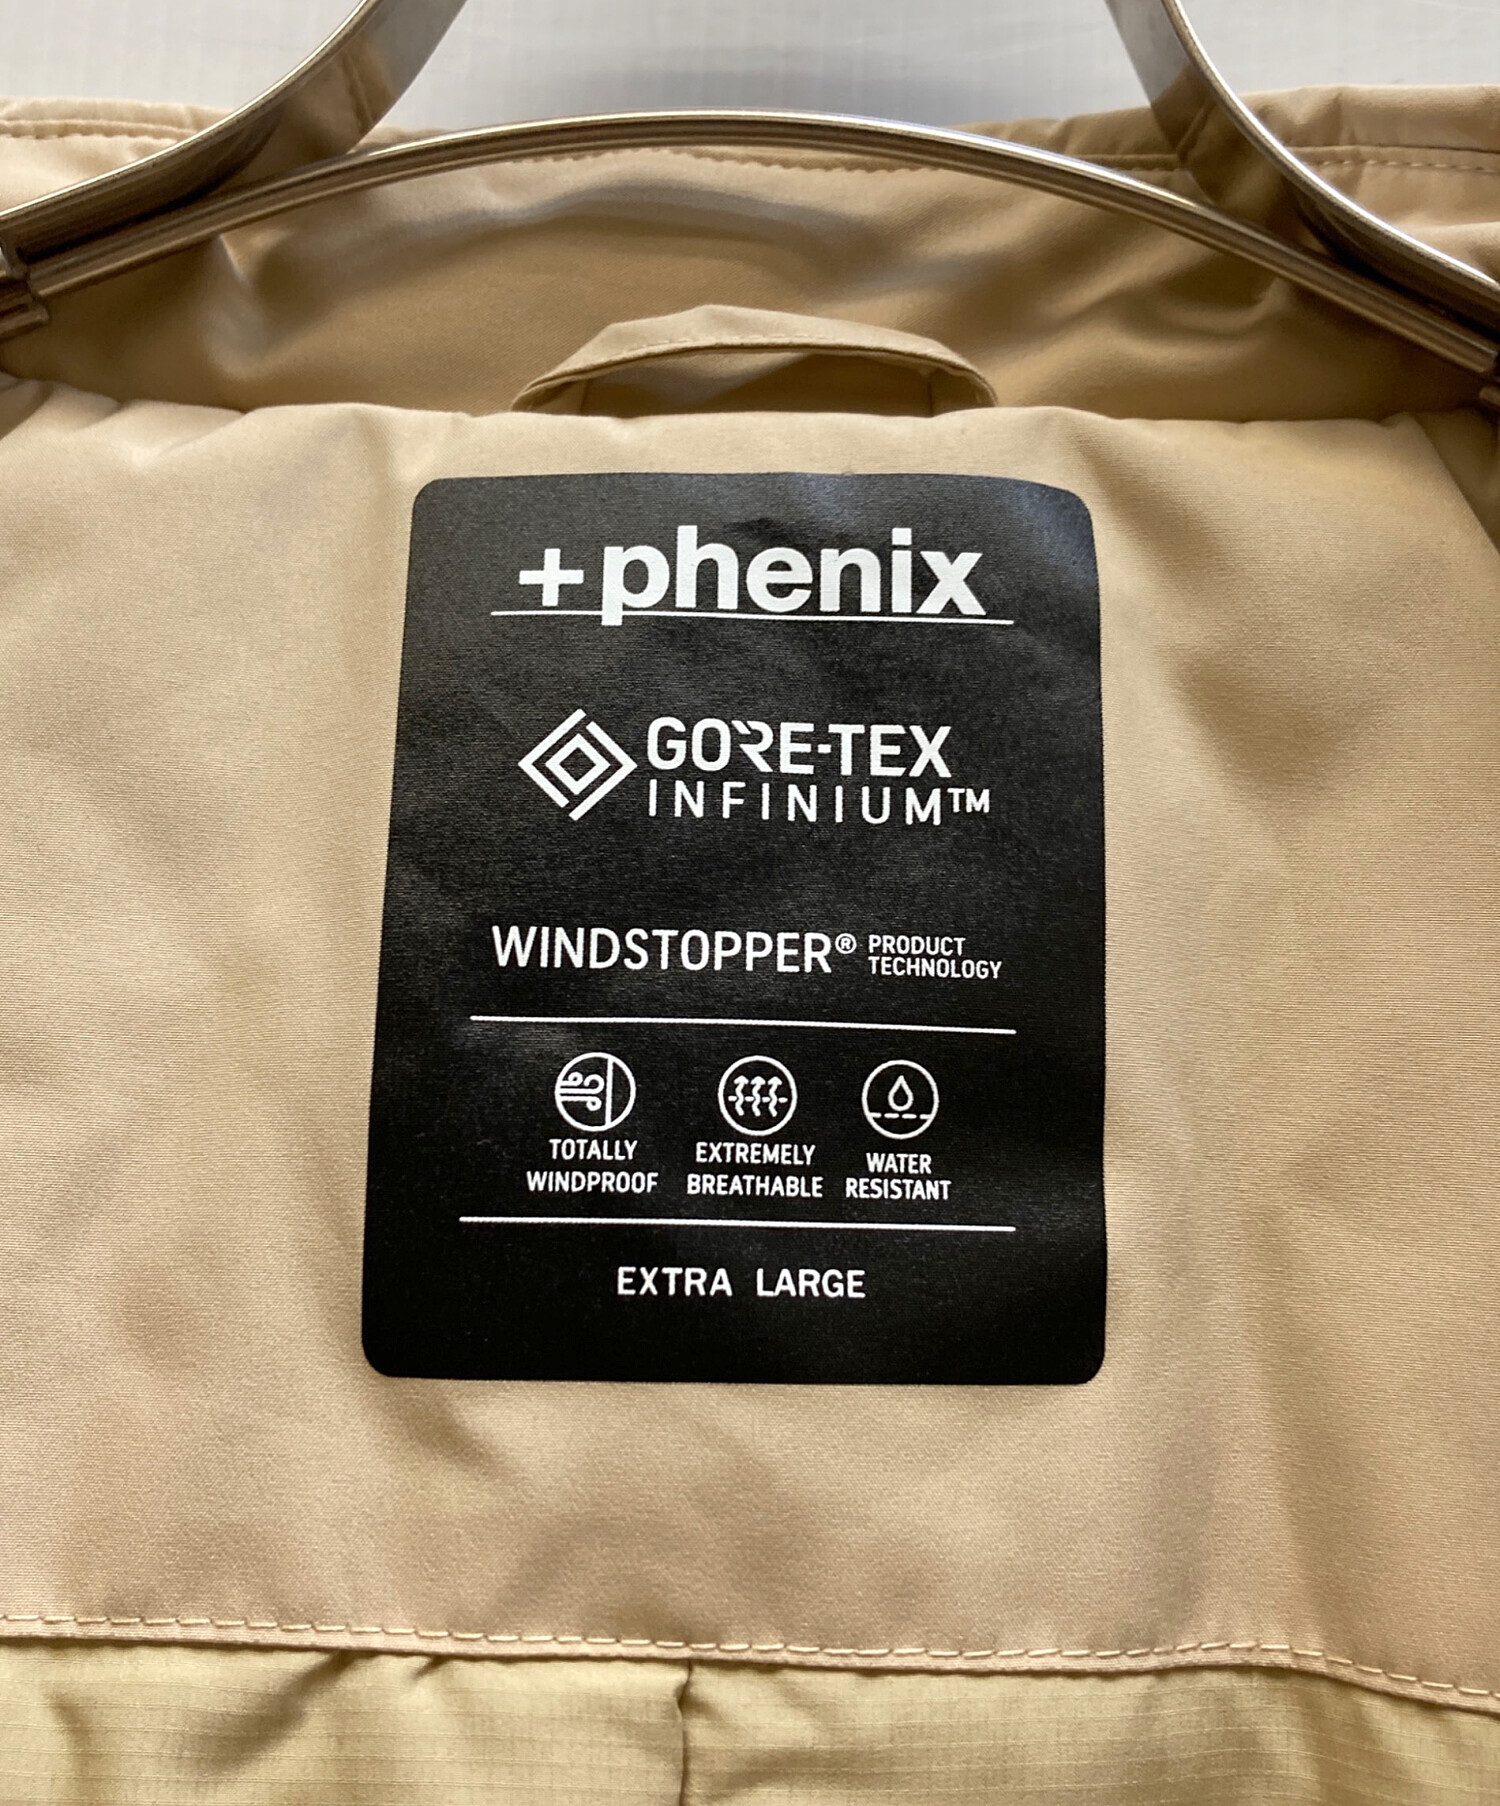 +phenix
GORE-TEX
INFINIUM™
WINDSTOPPER® PRODUCT
TECHNOLOGY
TOTALLY
WINDPROOF
EXTREMELY
BREATHABLE
WATER
RESISTANT
EXTRA LARGE